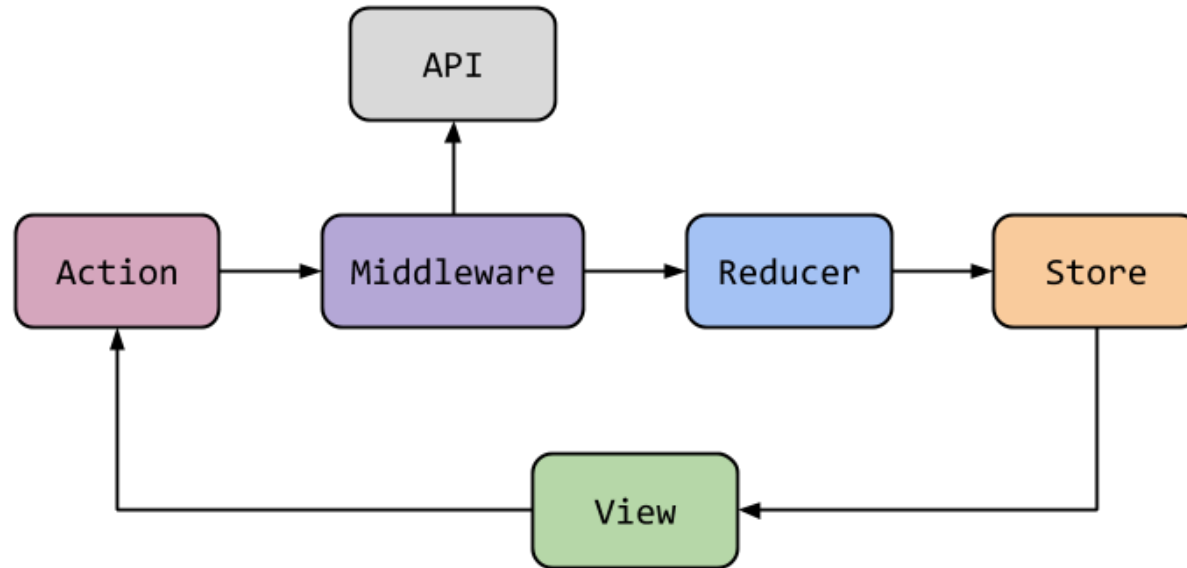 API
Action
Middleware
Reducer
Store
View